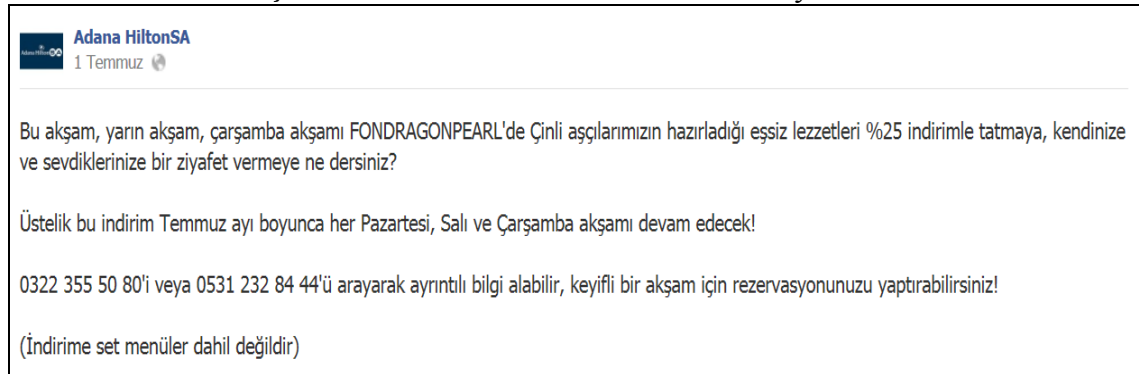 Adana HiltonSA
1 Temmuz
Bu akşam, yarın akşam, çarşamba akşamı FONDRAGONPEARL'de Çinli aşçılarımızın hazırladığı eşsiz lezzetleri %25 indirimle tatmaya, kendinize
ve sevdiklerinize bir ziyafet vermeye ne dersiniz?
Üstelik bu indirim Temmuz ayı boyunca her Pazartesi, Salı ve Çarşamba akşamı devam edecek!
0322 355 50 80'i veya 0531 232 84 44'ü arayarak ayrıntılı bilgi alabilir, keyifli bir akşam için rezervasyonunuzu yaptırabilirsiniz!
(İndirime set menüler dahil değildir)